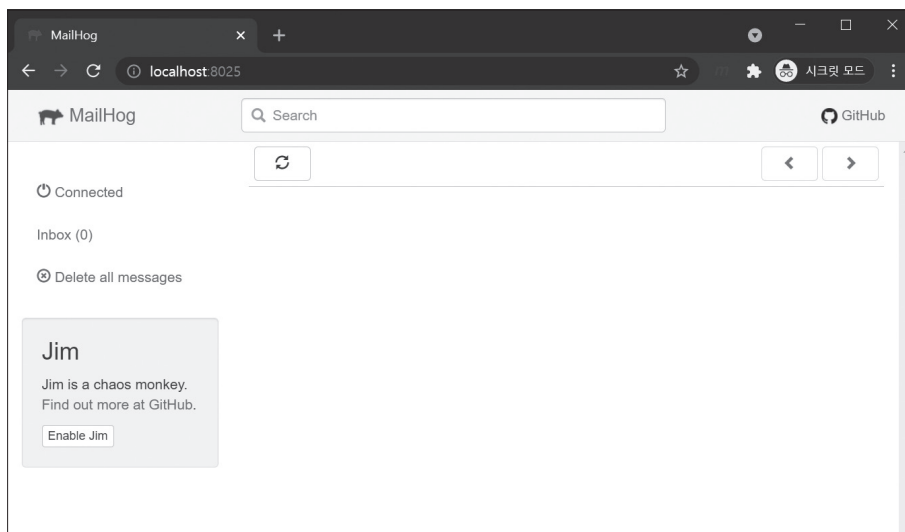 MailHog
localhost:8025
시크릿 모드
MailHog
Search
GitHub
Connected
Inbox (0)
Delete all messages
Jim
Jim is a chaos monkey.
Find out more at GitHub.
Enable Jim